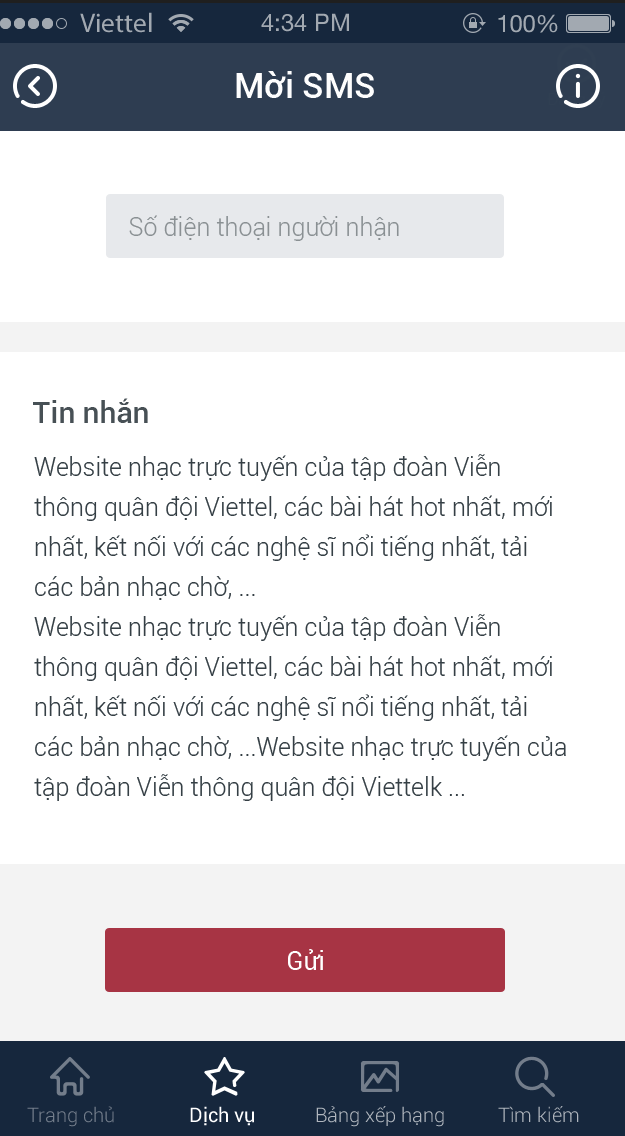 Viettel 4:34 PM 100%
Mời SMS
Số điện thoại người nhận
Tin nhắn
Website nhạc trực tuyến của tập đoàn Viễn
thông quân đội Viettel, các bài hát hot nhất, mới
nhất, kết nối với các nghệ sĩ nổi tiếng nhất, tải
các bản nhạc chờ, ...
Website nhạc trực tuyến của tập đoàn Viễn
thông quân đội Viettel, các bài hát hot nhất, mới
nhất, kết nối với các nghệ sĩ nổi tiếng nhất, tải
các bản nhạc chờ, ...Website nhạc trực tuyến của
tập đoàn Viễn thông quân đội Viettelk ...
Gửi
Trang chủ Dịch vụ Bảng xếp hạng Tìm kiếm